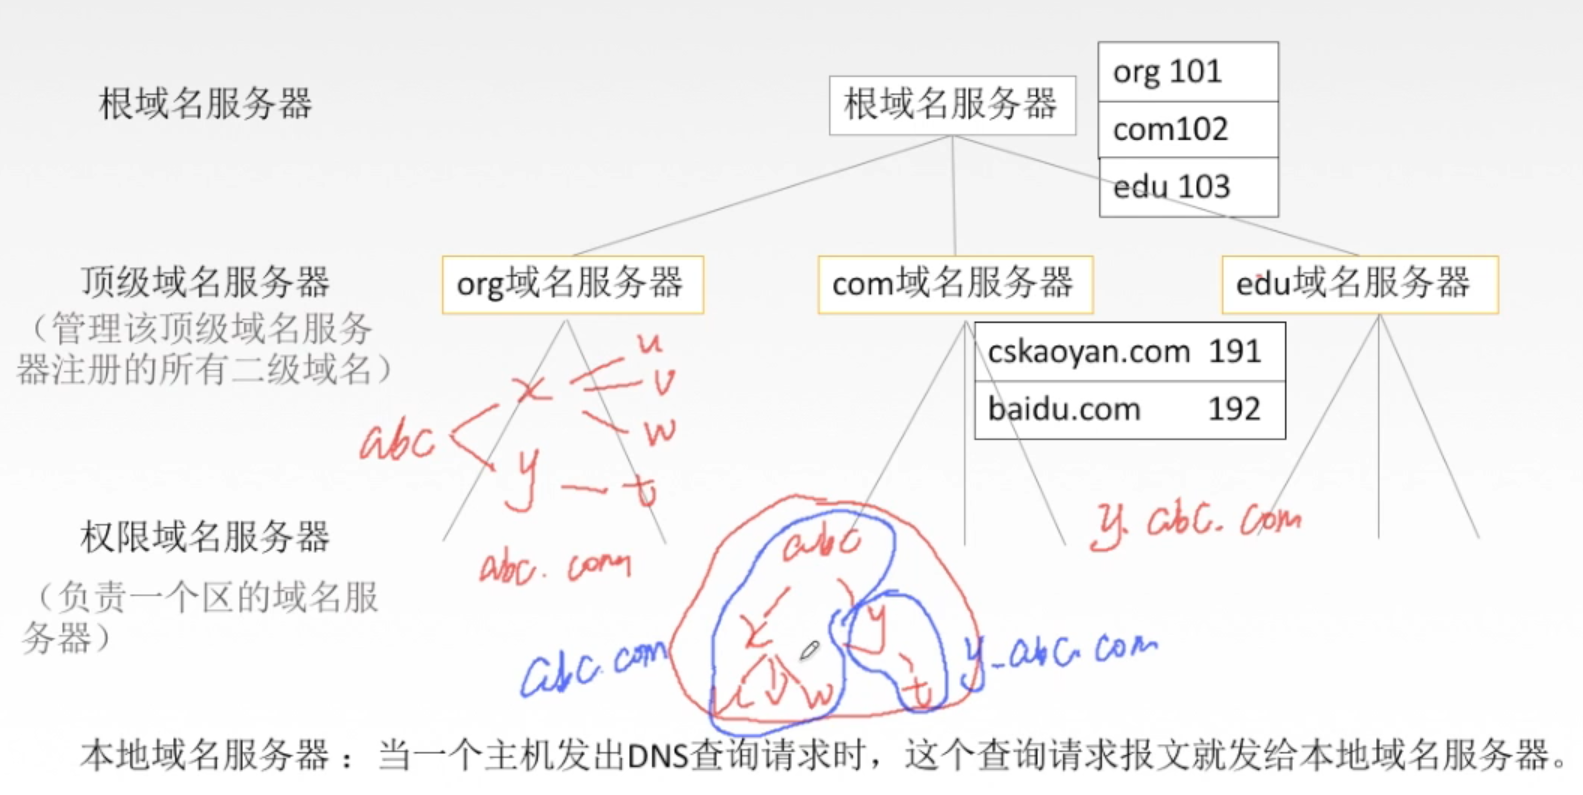 根域名服务器
根域名服务器
org 101
com102
edu 103
顶级域名服务器
（管理该顶级域名服务
器注册的所有二级域名）
org域名服务器
com域名服务器
edu域名服务器
cskaoyan.com 191
baidu.com 192
abc
x
u
v
w
y
t
权限域名服务器
（负责一个区的域名服
务器）
abc.com
y.abc.com
abc
x
y
v
w
t
abc.com
y.abc.com
本地域名服务器：当一个主机发出DNS查询请求时，这个查询请求报文就发给本地域名服务器。